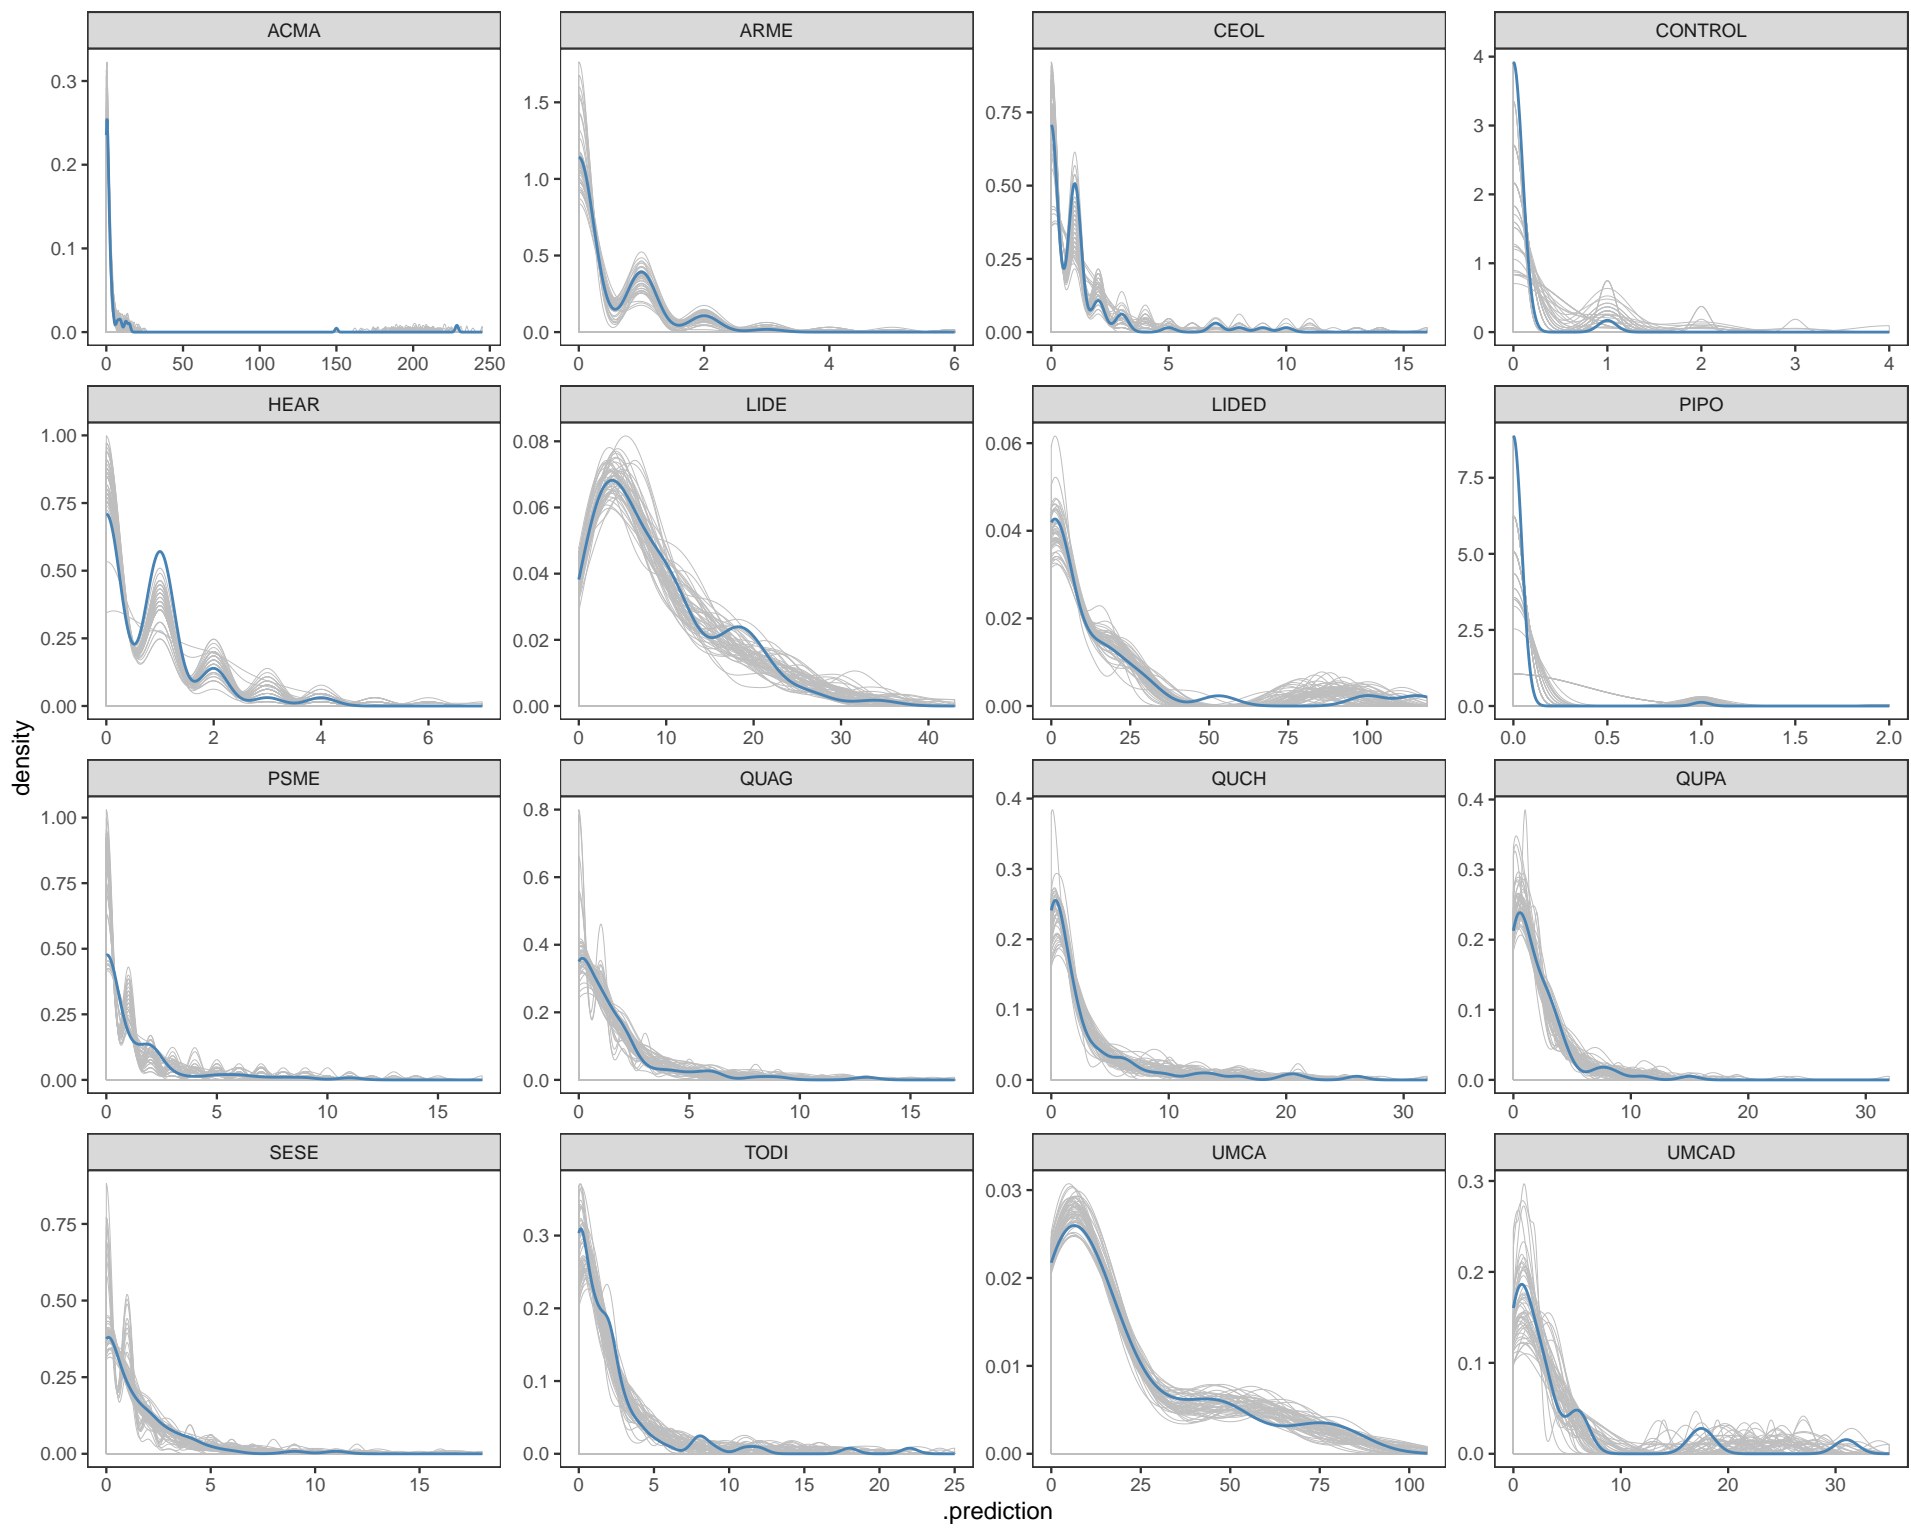 ACMA ARME CEOL CONTROL
0.3 1.5 0.75 4
0.2 1.0 0.50 3
0.1 0.5 0.25 2
0.0 0.0 0.00 1
0
0 50 100 150 200 250 0 2 4 6 0 5 10 15 0 1 2 3 4
HEAR LIDE LIDED PIPO
1.00 0.08 0.06 7.5
0.75 0.06 0.04 5.0
0.50 0.04 0.02 2.5
0.25 0.02 0.00 0.0
0.00 0.00
0 2 4 6 0 10 20 30 40 0 25 50 75 100 0.0 0.5 1.0 1.5 2.0
density
PSME QUAG QUCH QUPA
1.00 0.8 0.4 0.4
0.75 0.6 0.3 0.3
0.50 0.4 0.2 0.2
0.25 0.2 0.1 0.1
0.00 0.0 0.0 0.0
0 5 10 15 0 5 10 15 0 10 20 30 0 10 20 30
SESE TODI UMCA UMCAD
0.75 0.3 0.03 0.3
0.50 0.2 0.02 0.2
0.25 0.1 0.01 0.1
0.00 0.0 0.00 0.0
0 5 10 15 0 5 10 15 20 25 0 25 50 75 100 0 10 20 30
.prediction